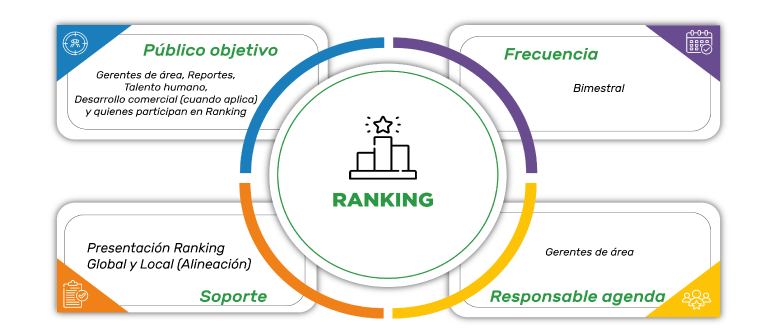 Público objetivo
Gerentes de área, Reportes,
Talento humano,
Desarrollo comercial (cuando aplica)
y quienes participan en Ranking
Frecuencia
Bimestral
RANKING
Presentación Ranking
Global y Local (Alineación)
Soporte
Gerentes de área
Responsable agenda